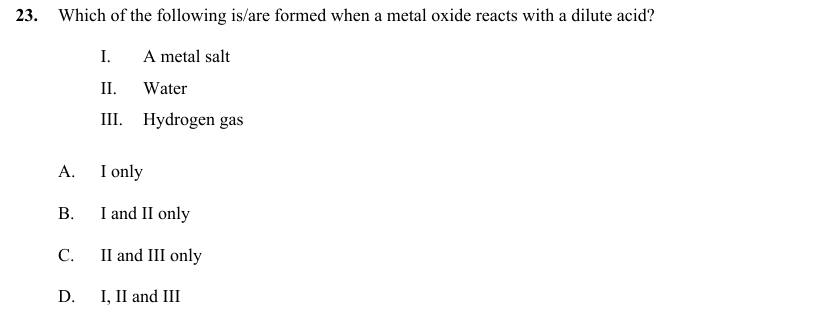 23. Which of the following is/are formed when a metal oxide reacts with a dilute acid?
I. A metal salt
II. Water
III. Hydrogen gas
A. I only
B. I and II only
C. II and III only
D. I, II and III